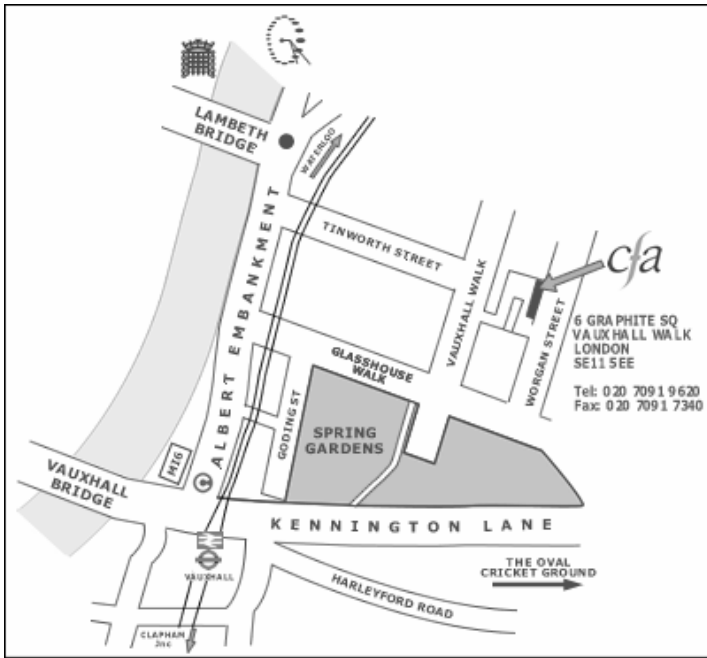 LAMBETH
BRIDGE
WATERLOO
ALBERT EMBANKMENT
TINWORTH STREET
VAUXHALL WALK
cfa
WORGAN STREET
6 GRAPHITE SQ
VAUXHALL WALK
LONDON
SE11 5EE
Tel: 020 7091 9620
Fax: 020 7091 7340
GLASSHOUSE
WALK
GODING ST
SPRING
GARDENS
MI6
VAUXHALL
BRIDGE
KENNINGTON LANE
VAUXHALL
THE OVAL
CRICKET GROUND
HARLEYFORD ROAD
CLAPHAM
Jnc